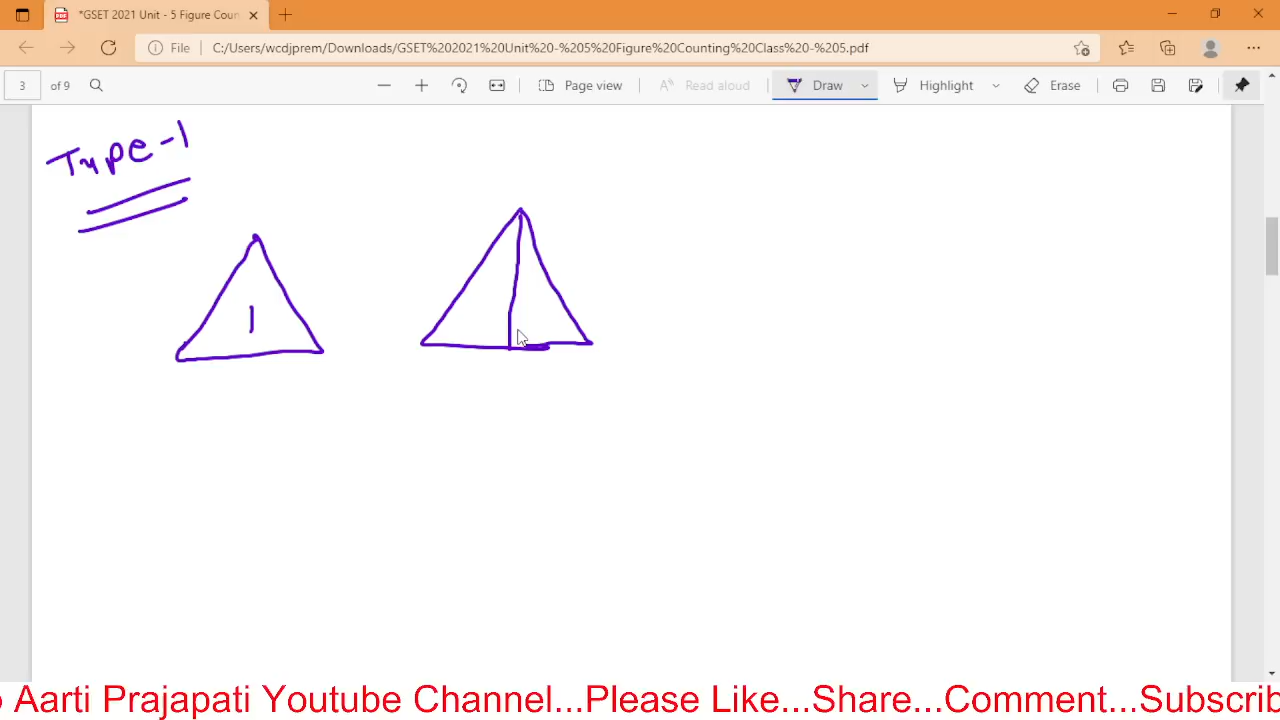 *GSET 2021 Unit - 5 Figure Coun
File
C:/Users/wcdjprem/Downloads/GSET%202021%20Unit%20-%205%20Figure%20Counting%20Class%20-%205.pdf
3 of 9
Page view
Read aloud
Draw
Highlight
Erase
Type-1
1
Aarti Prajapati Youtube Channel...Please Like...Share...Comment...Subscrib